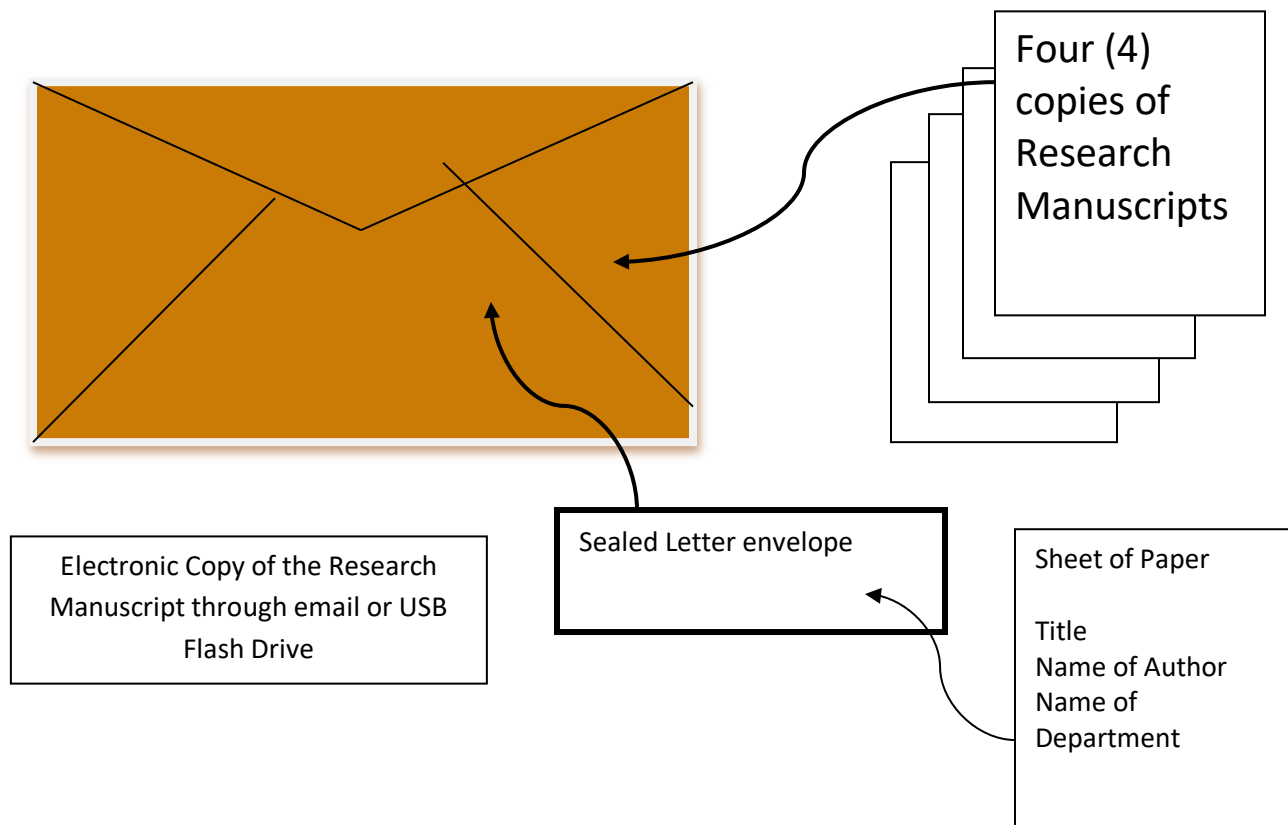 Four (4)
copies of
Research
Manuscripts
Sealed Letter envelope
Electronic Copy of the Research
Manuscript through email or USB
Flash Drive
Sheet of Paper
Title
Name of Author
Name of
Department